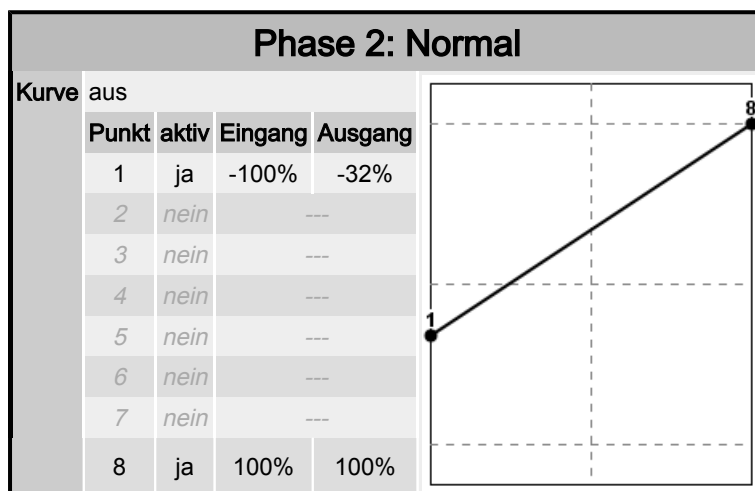 Phase 2: Normal
Kurve aus
Punkt aktiv Eingang Ausgang
1 ja -100% -32%
2 nein ---
3 nein ---
4 nein ---
5 nein ---
6 nein ---
7 nein ---
8 ja 100% 100%
8
1